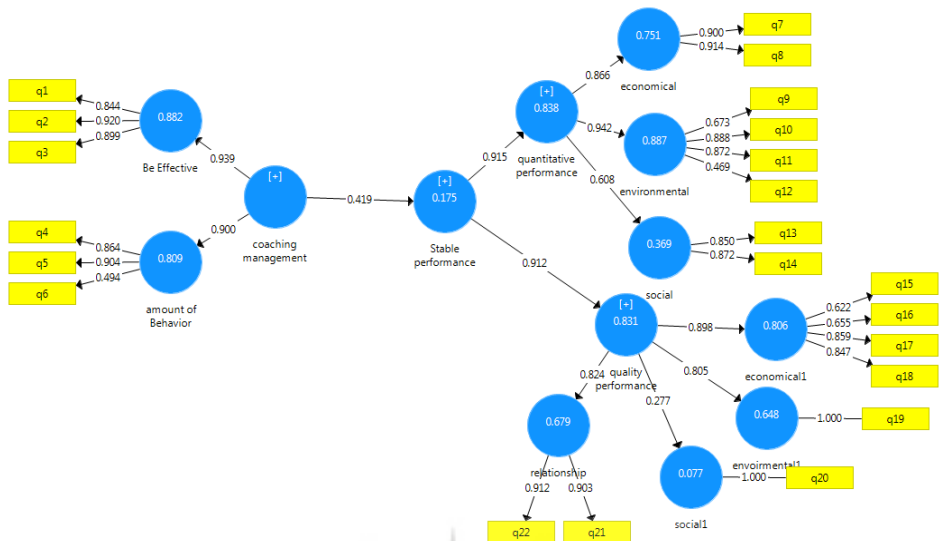 q1
q2
q3
0.844
0.920
0.899
0.882
Be Effective
0.939
q4
q5
q6
0.864
0.904
0.494
0.809
amount of
Behavior
0.900
[+]
coaching
management
0.419
[+]
0.175
Stable
performance
0.915
0.912
[+]
0.838
quantitative
performance
0.866
0.942
0.608
0.751
economical
0.900
0.914
q7
q8
0.887
environmental
0.673
0.888
0.872
0.469
q9
q10
q11
q12
0.369
social
0.850
0.872
q13
q14
[+]
0.831
quality
performance
0.898
0.805
0.277
0.824
0.806
economical1
0.622
0.655
0.859
0.847
q15
q16
q17
q18
0.648
envoirmental1
1.000
q19
0.077
social1
1.000
q20
0.679
relationship
0.912
0.903
q22
q21